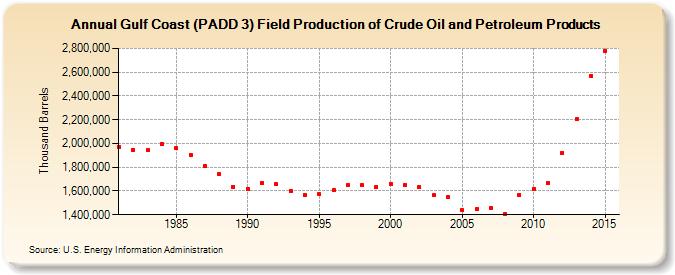 Annual Gulf Coast (PADD 3) Field Production of Crude Oil and Petroleum Products
Thousand Barrels
2,800,000
2,600,000
2,400,000
2,200,000
2,000,000
1,800,000
1,600,000
1,400,000
1985 1990 1995 2000 2005 2010 2015
Source: U.S. Energy Information Administration